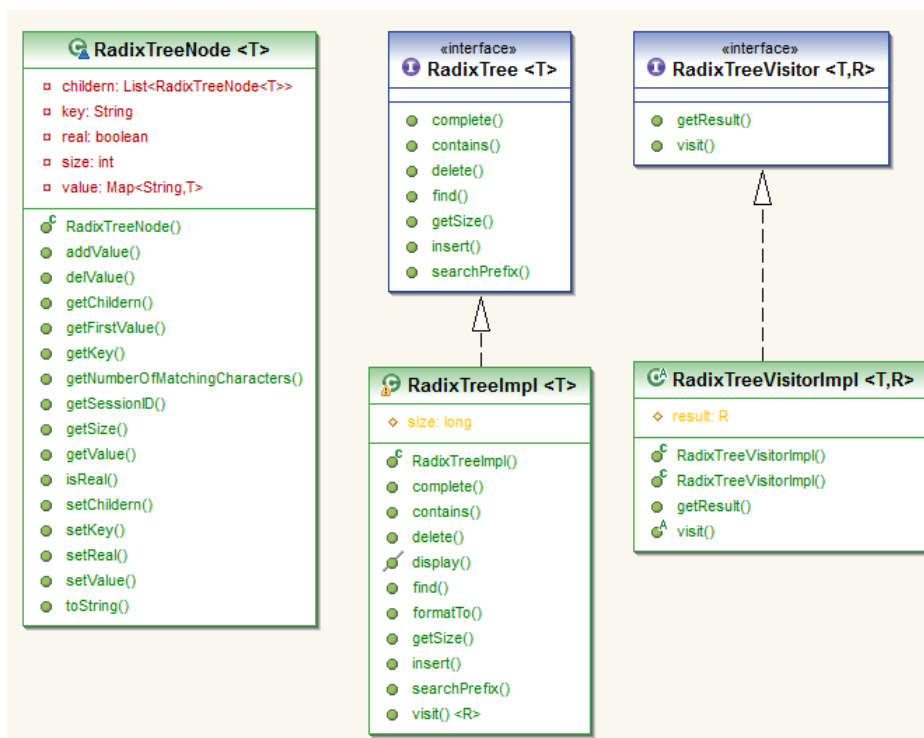 RadixTreeNode <T>
childern: List<RadixTreeNode<T>>
key: String
real: boolean
size: int
value: Map<String,T>
RadixTreeNode()
addValue()
delValue()
getChildern()
getFirstValue()
getKey()
getNumberOfMatchingCharacters()
getSessionID()
getSize()
getValue()
isReal()
setChildern()
setKey()
setReal()
setValue()
toString()
«interface»
RadixTree <T>
complete()
contains()
delete()
find()
getSize()
insert()
searchPrefix()
RadixTreeImpl <T>
size: long
RadixTreeImpl()
complete()
contains()
delete()
display()
find()
formatTo()
getSize()
insert()
searchPrefix()
visit() <R>
«interface»
RadixTreeVisitor <T,R>
getResult()
visit()
RadixTreeVisitorImpl <T,R>
result: R
RadixTreeVisitorImpl()
RadixTreeVisitorImpl()
getResult()
visit()